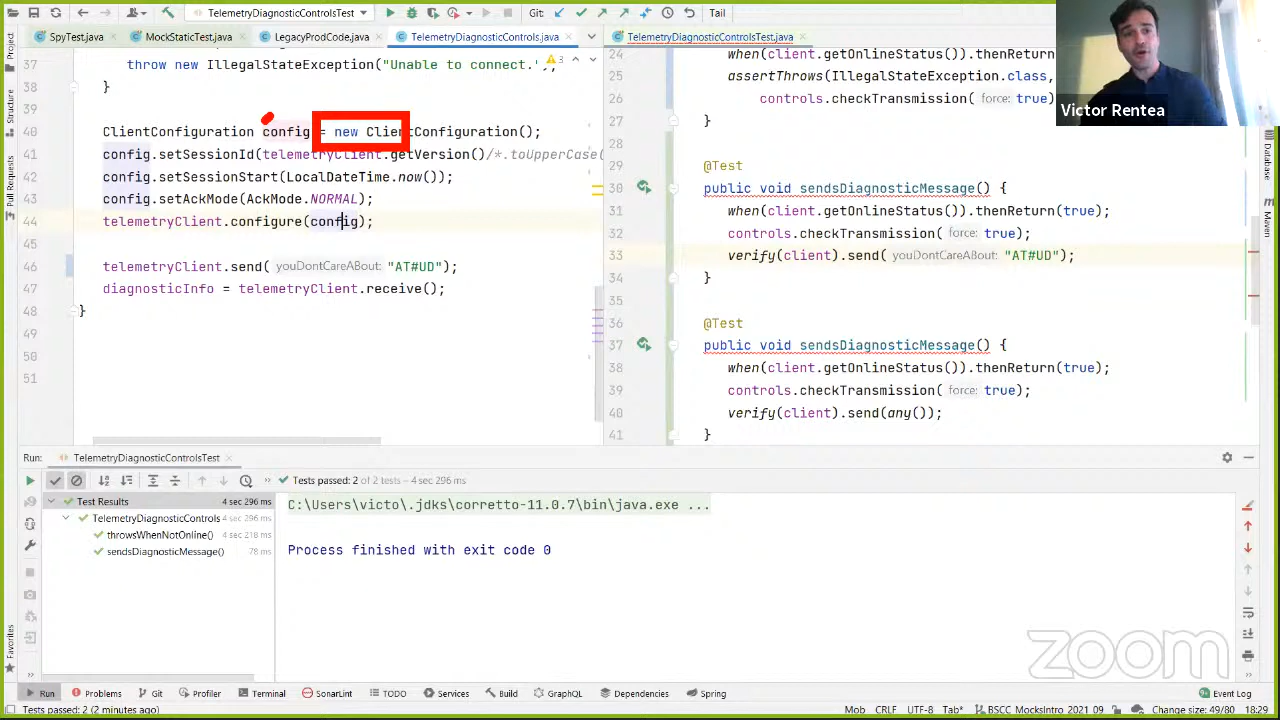 TelemetryDiagnosticControlsTest
Git:
Tail
SpyTest.java
MockStaticTest.java
LegacyProdCode.java
TelemetryDiagnosticControls.java
TelemetryDiagnosticControlsTest.java
Victor Rentea
Project
Structure
Pull Requests
Favorites
Database
Maven
37 throw new IllegalStateException("Unable to connect.");
3
38 }
39
40 ClientConfiguration config = new ClientConfiguration();
41 config.setSessionId(telemetryClient.getVersion()/*.toUpperCase(
42 config.setSessionStart(LocalDateTime.now());
43 config.setAckMode(AckMode.NORMAL);
44 telemetryClient.configure(config);
45
46 telemetryClient.send( youDontCareABout: "AT#UD");
47 diagnosticInfo = telemetryClient.receive();
48 }
49
50
51
24 when(client.getOnlineStatus()).thenReturn(
25 assertThrows(IllegalStateException.class,
26 controls.checkTransmission( force: true)
27 }
28
29 @Test
30 public void sendsDiagnosticMessage() {
31 when(client.getOnlineStatus()).thenReturn(true);
32 controls.checkTransmission( force: true);
33 verify(client).send( youDontCareABout: "AT#UD");
34 }
35
36 @Test
37 public void sendsDiagnosticMessage() {
38 when(client.getOnlineStatus()).thenReturn(true);
39 controls.checkTransmission( force: true);
40 verify(client).send(any());
41 }
Run: TelemetryDiagnosticControlsTest
Tests passed: 2 of 2 tests – 4 sec 296 ms
Test Results 4 sec 296 ms
TelemetryDiagnosticControls 4 sec 296 ms
throwsWhenNotOnline() 4 sec 218 ms
sendsDiagnosticMessage() 78 ms
C:\Users\victo\.jdks\corretto-11.0.7\bin\java.exe ...
Process finished with exit code 0
zoom
Run Problems Git Profiler Terminal SonarLint TODO Services Build GraphQL Dependencies Spring Event Log
Tests passed: 2 (2 minutes ago) Mob CRLF UTF-8 Tab* BSCC MocksIntro 2021 09 Change size: 49/80 18:29